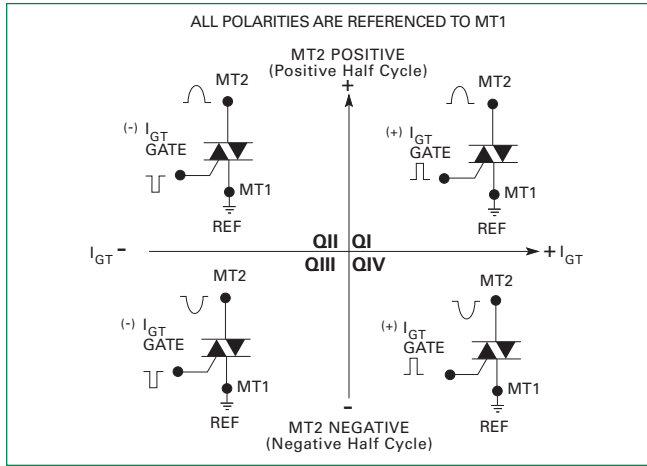 ALL POLARITIES ARE REFERENCED TO MT1
MT2 POSITIVE
(Positive Half Cycle)
+
MT2
(-) IGT
GATE
MT1
REF
MT2
(+) IGT
GATE
MT1
REF
IGT -
QII QI
QIII QIV
+ IGT
MT2
(-) IGT
GATE
MT1
REF
MT2
(+) IGT
GATE
MT1
REF
-
MT2 NEGATIVE
(Negative Half Cycle)